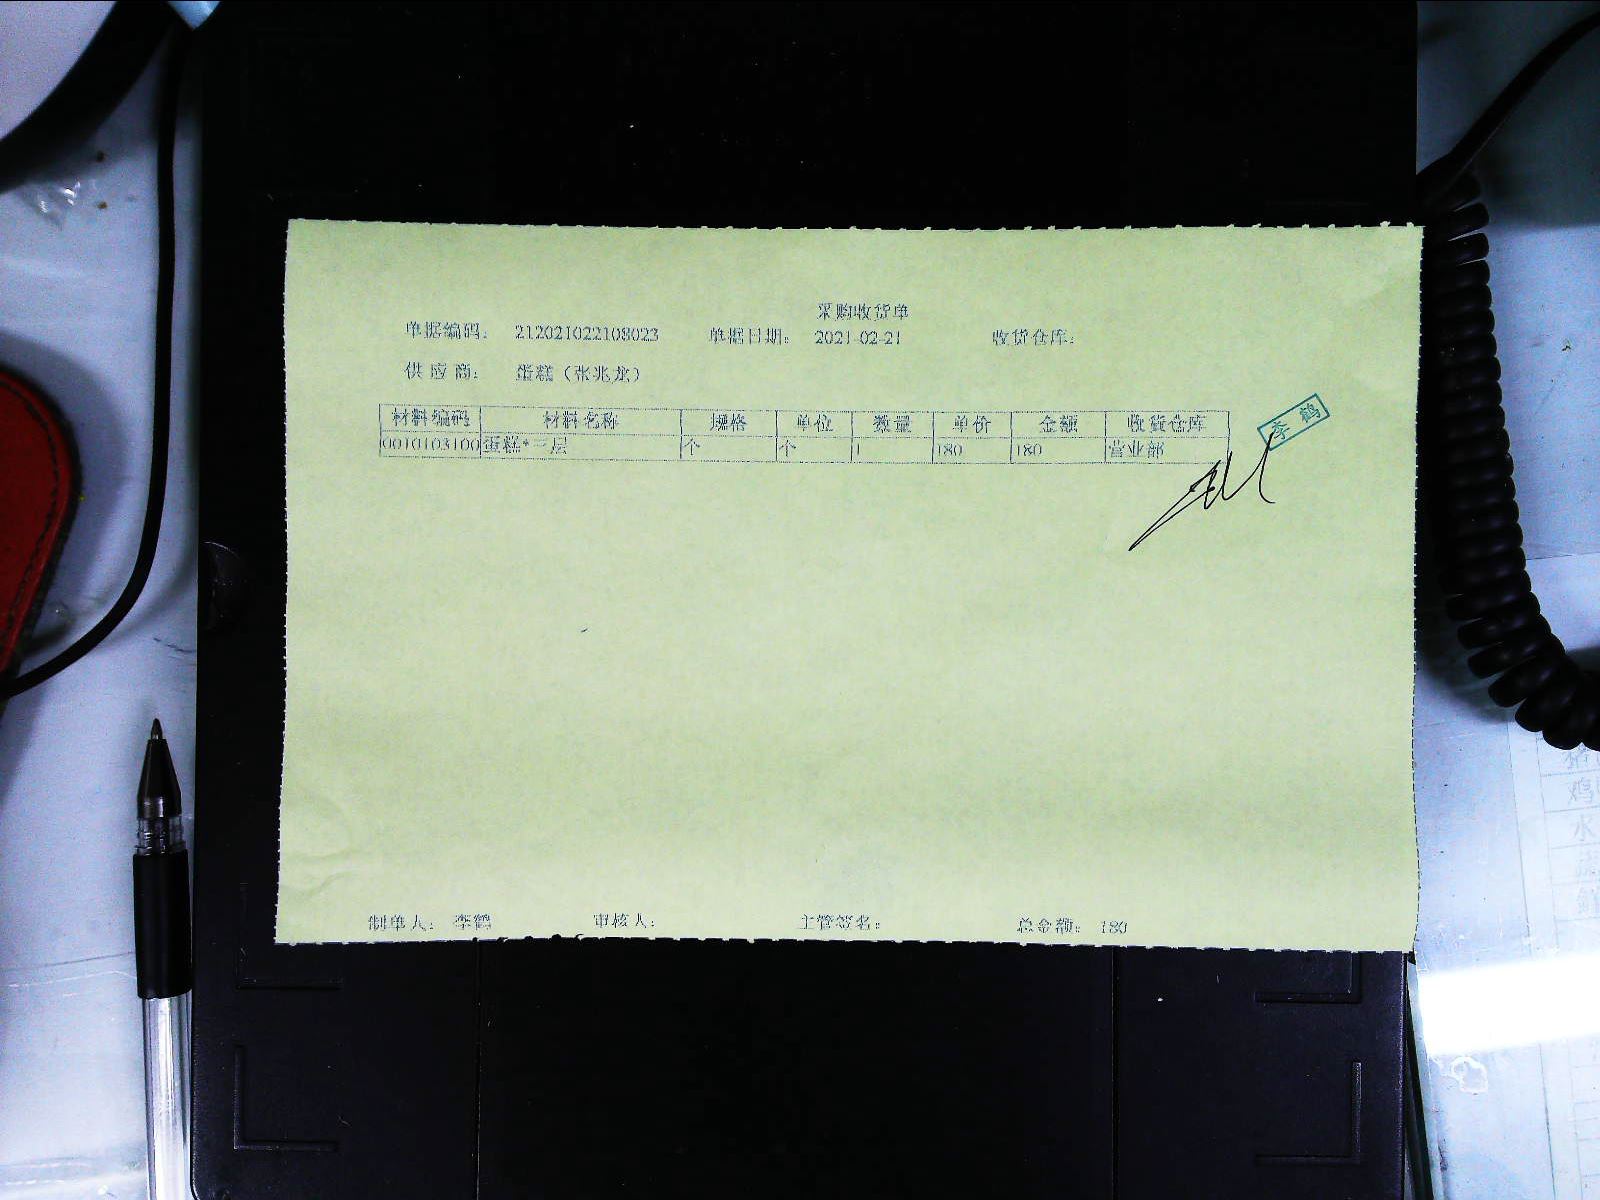 采购收货单
单据编码: 212021022108023 单据日期: 2021-02-21 收货仓库:
供应商: 蛋糕（张兆龙）
材料编码 材料名称 规格 单位 数量 单价 金额 收货仓库
0010103100 蛋糕*三层 个 个 1 180 180 营业部
李鹤
制单人: 李鹤 审核人: 主管签名: 总金额: 180
鸡
水